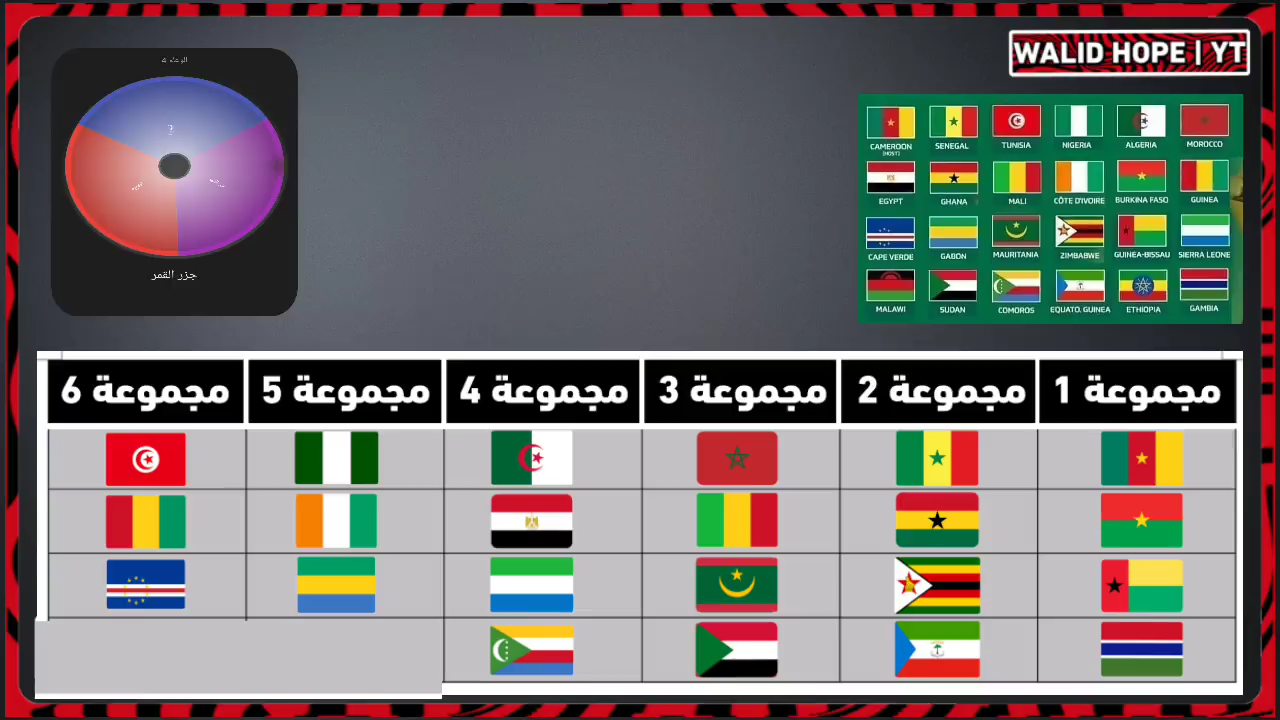 الوعاء 4
?
جزر القمر
WALID HOPE | YT
CAMEROON
(HOST)
SENEGAL
TUNISIA
NIGERIA
ALGERIA
MOROCCO
EGYPT
GHANA
MALI
CÔTE D'IVOIRE
BURKINA FASO
GUINEA
CAPE VERDE
GABON
MAURITANIA
ZIMBABWE
GUINEA-BISSAU
SIERRA LEONE
MALAWI
SUDAN
COMOROS
EQUATO. GUINEA
ETHIOPIA
GAMBIA
مجموعة 1
مجموعة 2
مجموعة 3
مجموعة 4
مجموعة 5
مجموعة 6